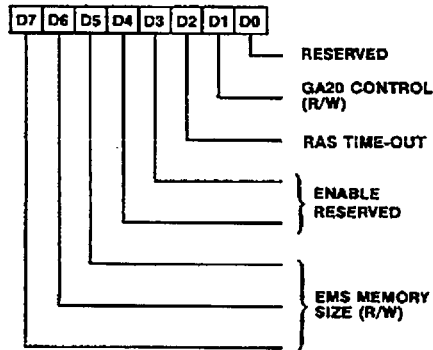 D7 D6 D5 D4 D3 D2 D1 D0
RESERVED
GA20 CONTROL
(R/W)
RAS TIME-OUT
ENABLE
RESERVED
EMS MEMORY
SIZE (R/W)